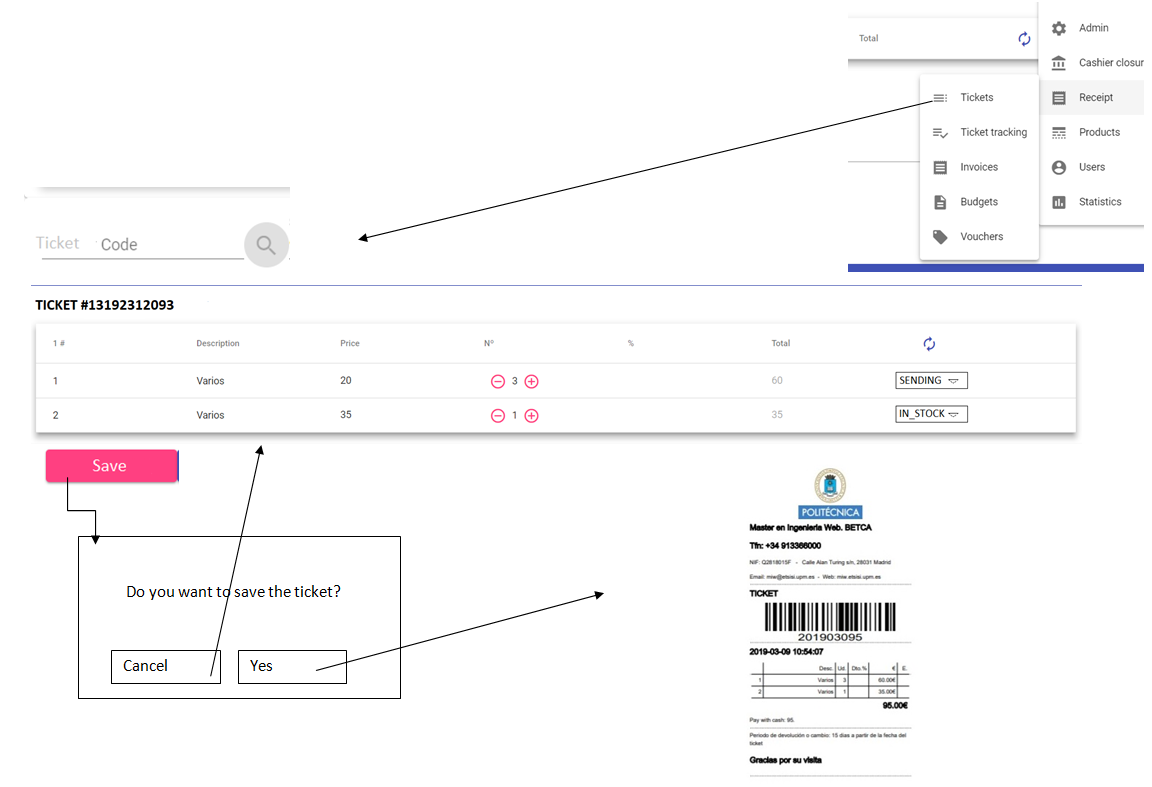 Total
Admin
Cashier closur
Receipt
Products
Users
Statistics
Tickets
Ticket tracking
Invoices
Budgets
Vouchers
Ticket Code
TICKET #13192312093
1 # Description Price Nº % Total
1 Varios 20 3 60 SENDING
2 Varios 35 1 35 IN_STOCK
Save
Do you want to save the ticket?
Cancel Yes
POLITÉCNICA
Master en Ingeniería Web. BETCA
Tfn: +34 913366000
NIF: Q2818015F - Calle Alan Turing s/n, 28031 Madrid
Email: miw@etsisi.upm.es - Web: miw.etsisi.upm.es
TICKET
201903095
2019-03-09 10:54:07
Desc. Ud. Dto.% € E.
1 Varios 3 60.00€
2 Varios 1 35.00€
95.00€
Pay with cash: 95.
Periodo de devolución o cambio: 15 dias a partir de la fecha del
ticket
Gracias por su visita